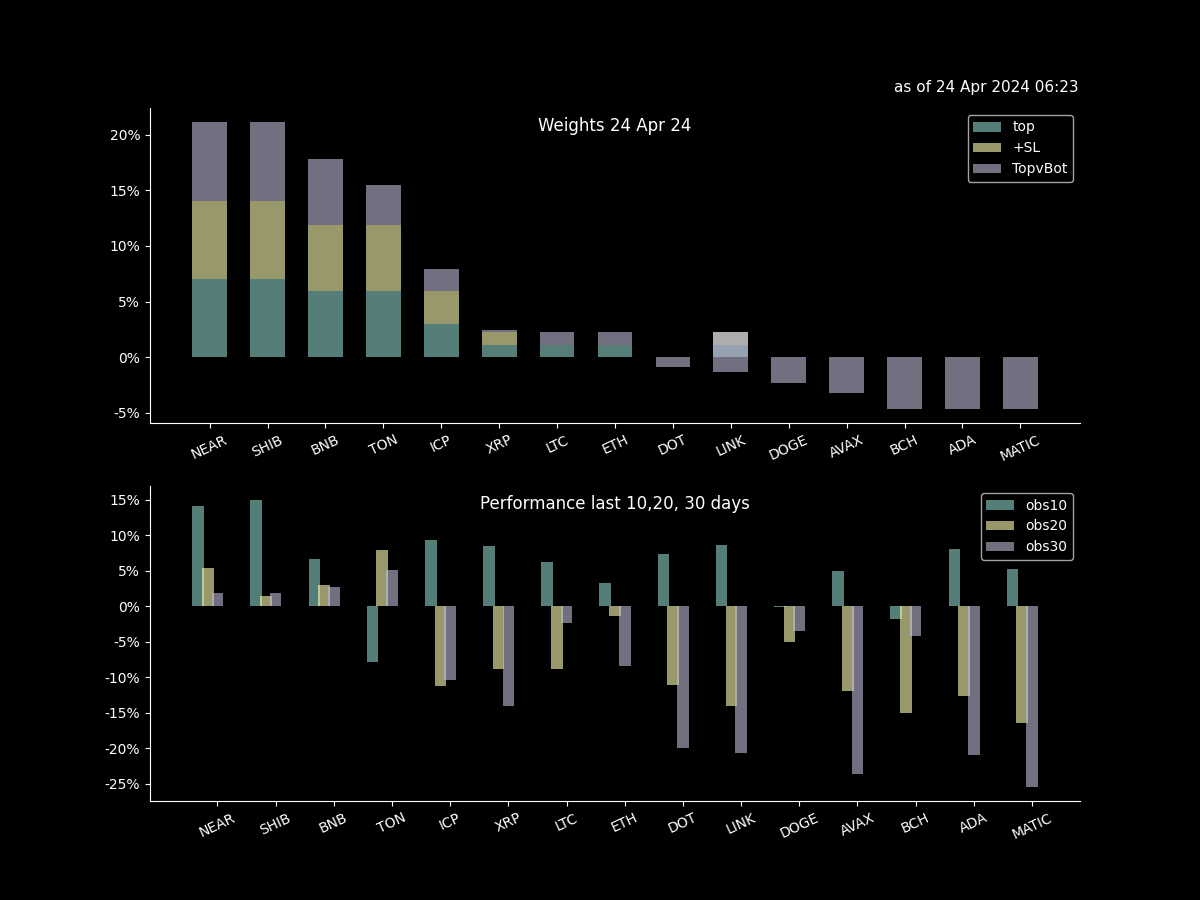 as of 24 Apr 2024 06:23
Weights 24 Apr 24
top
+SL
TopvBot
20%
15%
10%
5%
0%
-5%
NEAR SHIB BNB TON ICP XRP LTC ETH DOT LINK DOGE AVAX BCH ADA MATIC
Performance last 10,20, 30 days
obs10
obs20
obs30
15%
10%
5%
0%
-5%
-10%
-15%
-20%
-25%
NEAR SHIB BNB TON ICP XRP LTC ETH DOT LINK DOGE AVAX BCH ADA MATIC